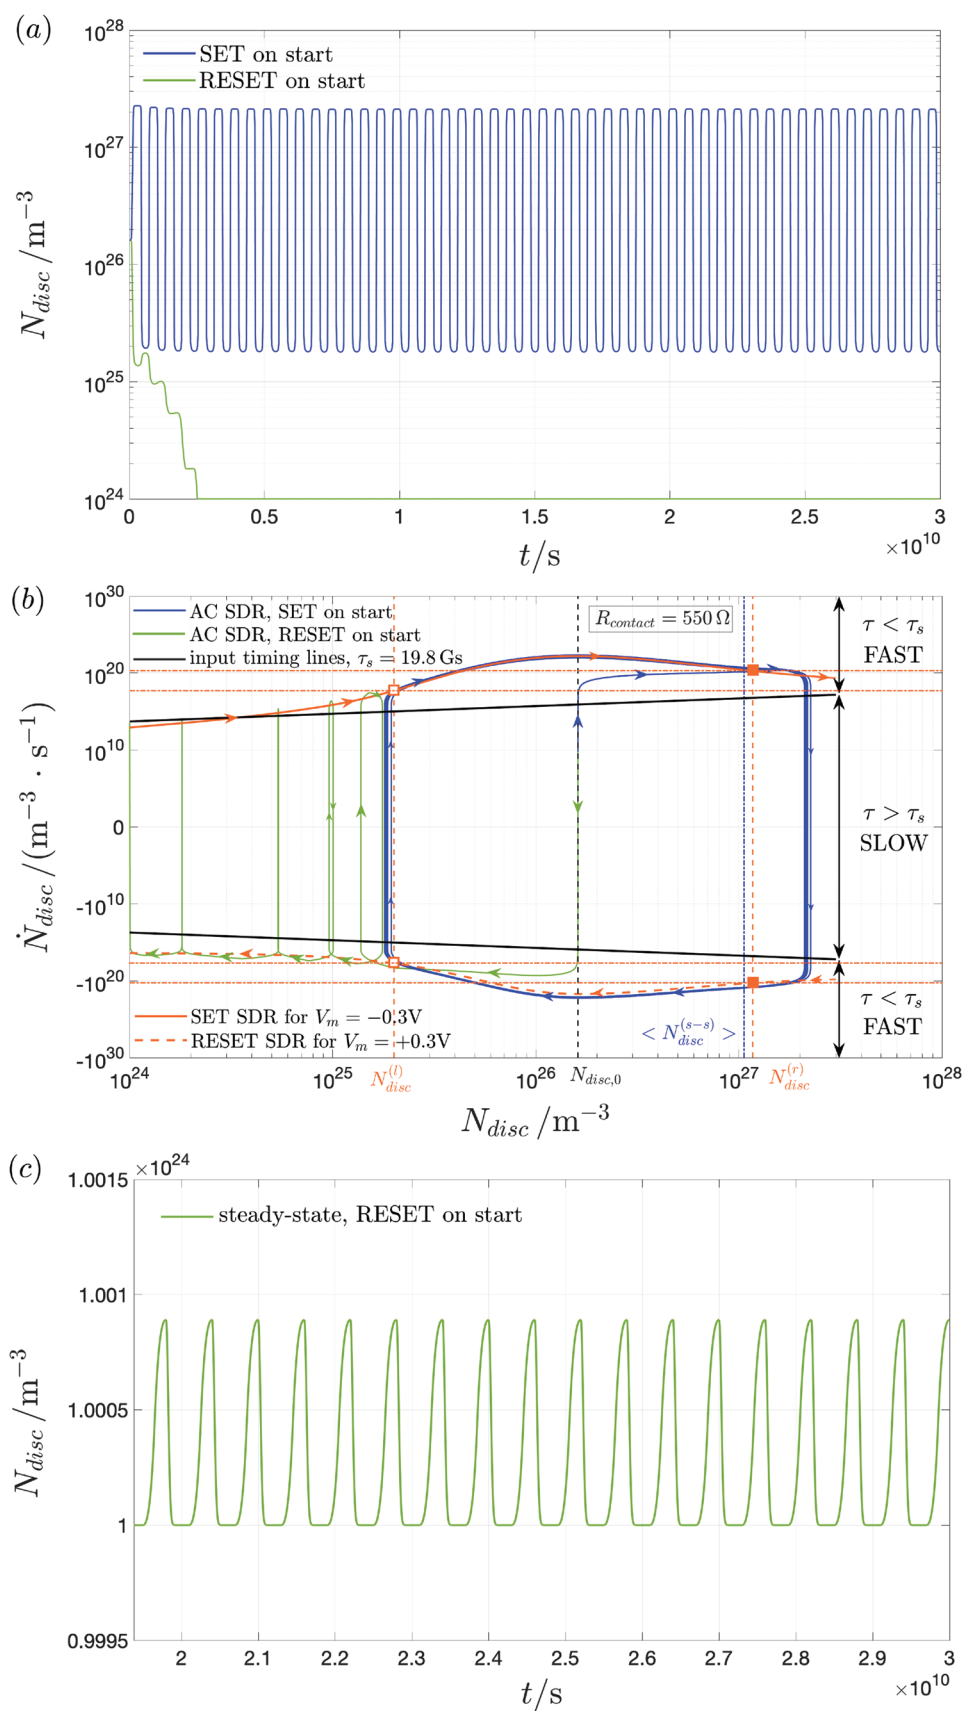 (a)
10^28
SET on start
RESET on start
10^27
10^26
10^25
10^24
N_disc /m^−3
0 0.5 1 1.5 2 2.5 3
×10^10
t/s
(b)
10^30
AC SDR, SET on start
AC SDR, RESET on start
input timing lines, τ_s = 19.8 Gs
R_contact = 550 Ω
τ < τ_s
FAST
10^20
10^10
0
-10^10
-10^20
-10^30
τ > τ_s
SLOW
τ < τ_s
FAST
Ṅ_disc /(m^−3 · s^−1)
SET SDR for V_m = −0.3V
RESET SDR for V_m = +0.3V
< N_disc^(s−s) >
10^24 10^25 10^26 10^27 10^28
N_disc^(l) N_disc,0 N_disc^(r)
N_disc /m^−3
(c)
×10^24
1.0015
steady-state, RESET on start
1.001
1.0005
1
0.9995
N_disc /m^−3
2 2.1 2.2 2.3 2.4 2.5 2.6 2.7 2.8 2.9 3
×10^10
t/s